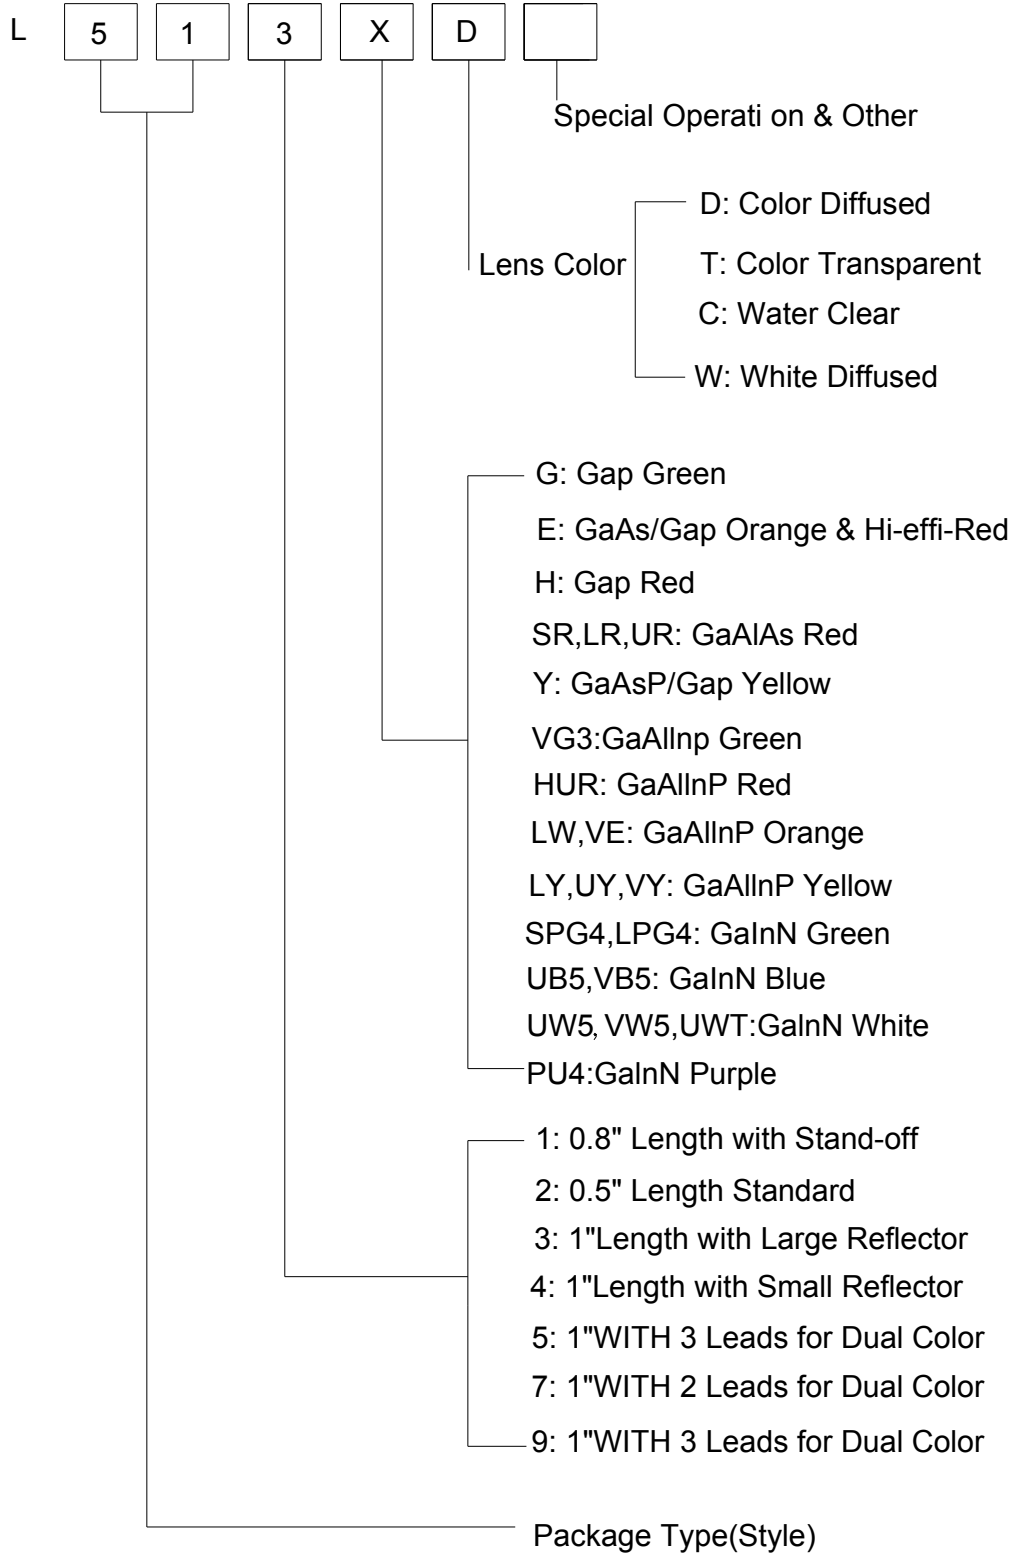 L 5 1 3 X D
Special Operati on & Other
D: Color Diffused
Lens Color
T: Color Transparent
C: Water Clear
W: White Diffused
G: Gap Green
E: GaAs/Gap Orange & Hi-effi-Red
H: Gap Red
SR,LR,UR: GaAlAs Red
Y: GaAsP/Gap Yellow
VG3:GaAllnp Green
HUR: GaAllnP Red
LW,VE: GaAllnP Orange
LY,UY,VY: GaAllnP Yellow
SPG4,LPG4: GaInN Green
UB5,VB5: GaInN Blue
UW5, VW5,UWT:GaInN White
PU4:GaInN Purple
1: 0.8" Length with Stand-off
2: 0.5" Length Standard
3: 1"Length with Large Reflector
4: 1"Length with Small Reflector
5: 1"WITH 3 Leads for Dual Color
7: 1"WITH 2 Leads for Dual Color
9: 1"WITH 3 Leads for Dual Color
Package Type(Style)